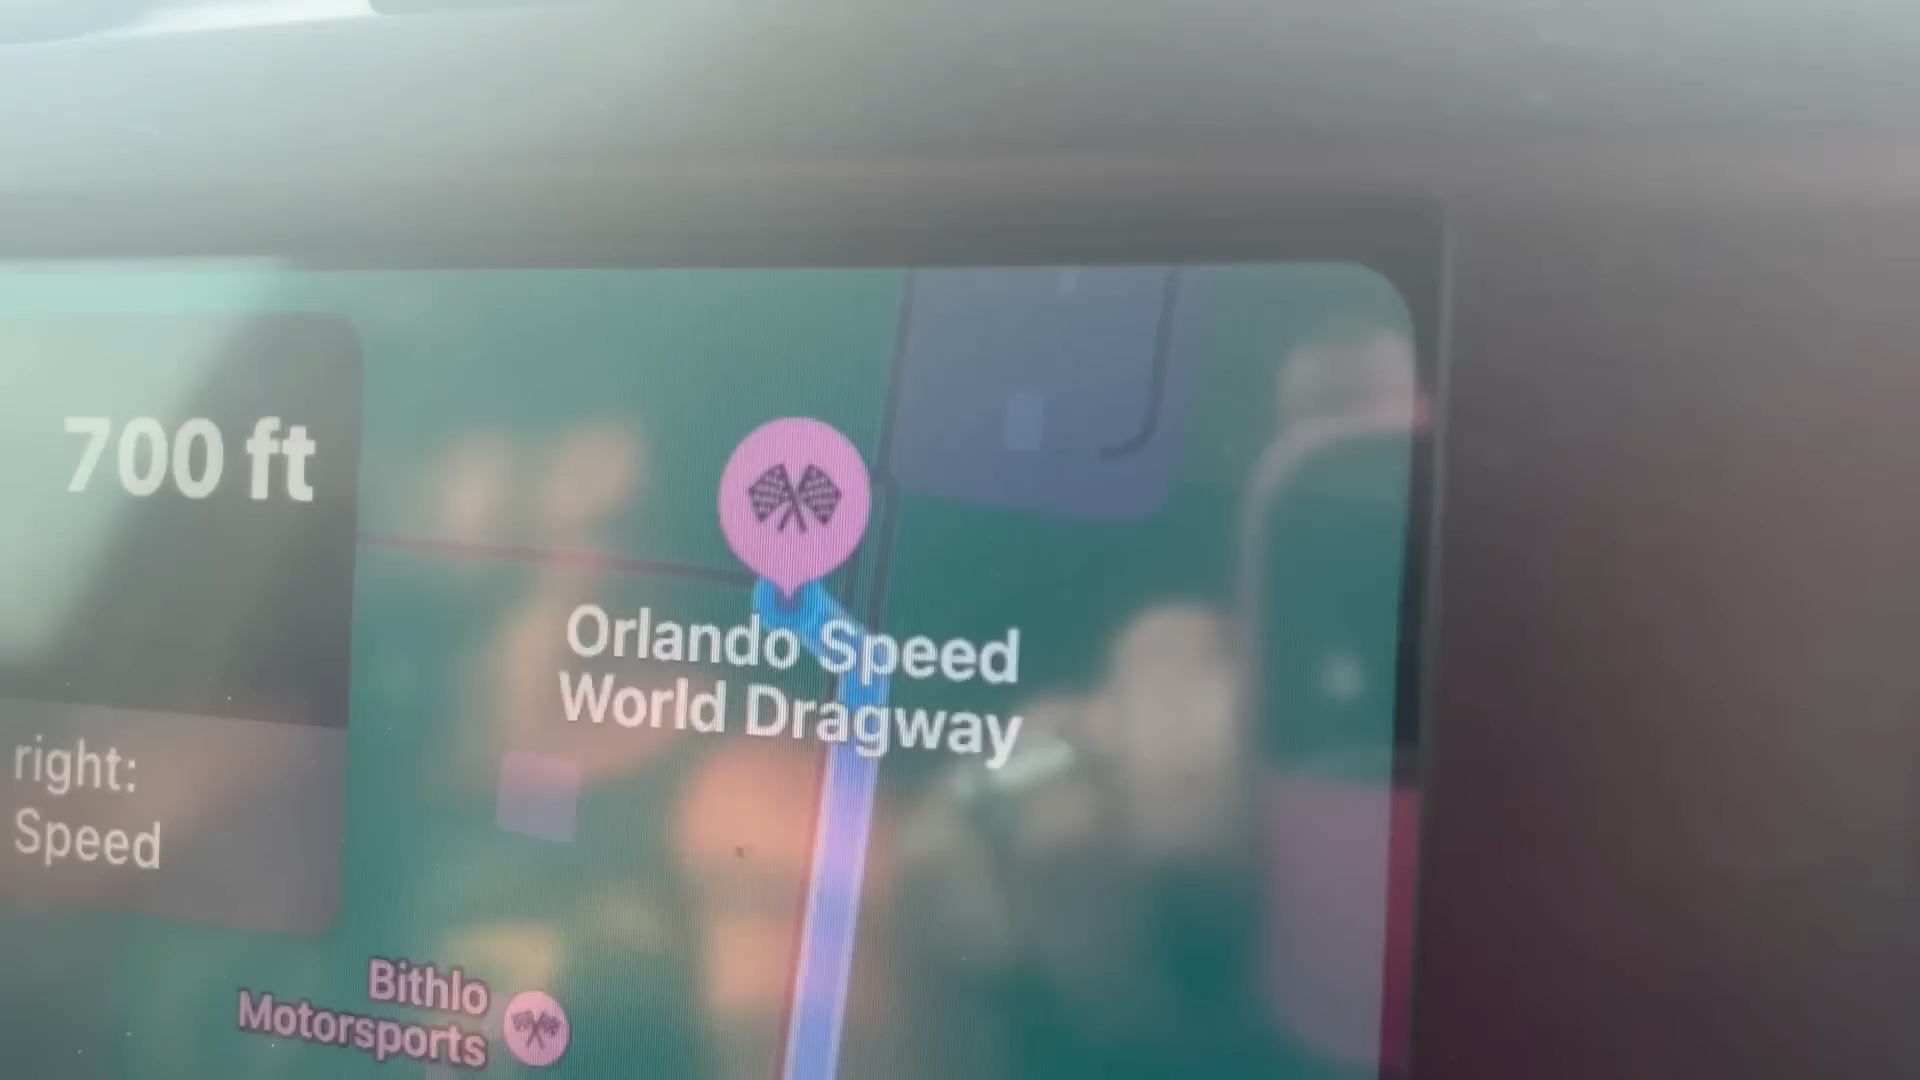 700 ft
right:
Speed
Orlando Speed
World Dragway
Bithlo
Motorsports